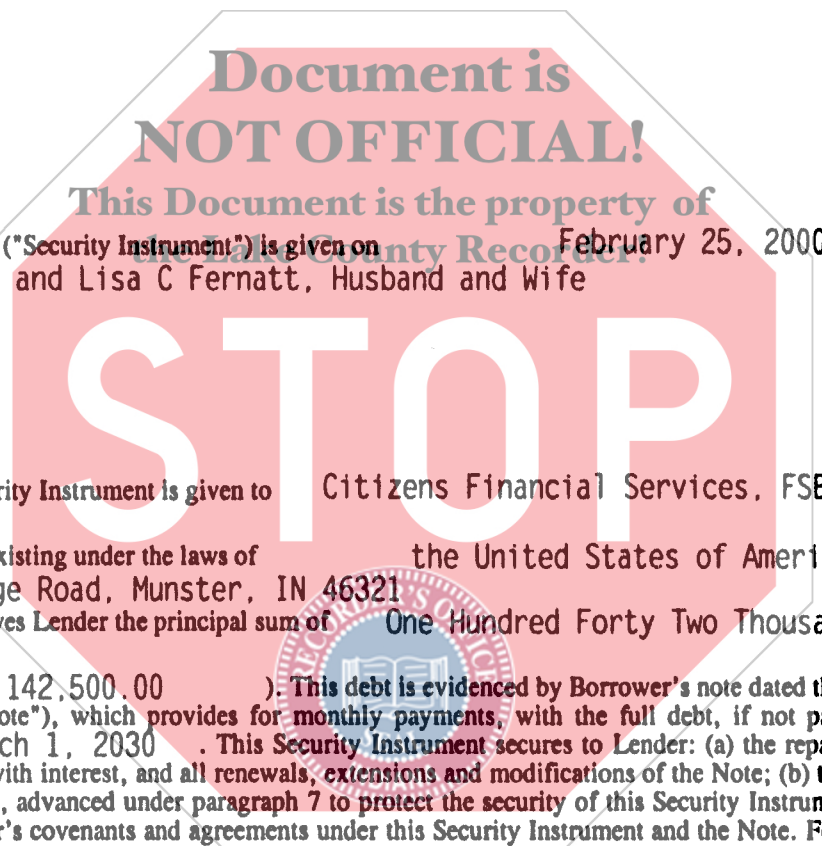 Document is
NOT OFFICIAL!
This Document is the property of
the Lake County Recorder!
("Security Instrument") is given on February 25, 2000
and Lisa C Fernatt, Husband and Wife
STOP
rity Instrument is given to Citizens Financial Services, FSB
xisting under the laws of the United States of Ameri
ge Road, Munster, IN 46321
es Lender the principal sum of One Hundred Forty Two Thousa
142,500.00 ). This debt is evidenced by Borrower's note dated t
ote"), which provides for monthly payments, with the full debt, if not pa
ch 1, 2030 . This Security Instrument secures to Lender: (a) the repa
with interest, and all renewals, extensions and modifications of the Note; (b) t
, advanced under paragraph 7 to protect the security of this Security Instrum
r's covenants and agreements under this Security Instrument and the Note. F
RECORDER'S OFFICE
SEAL